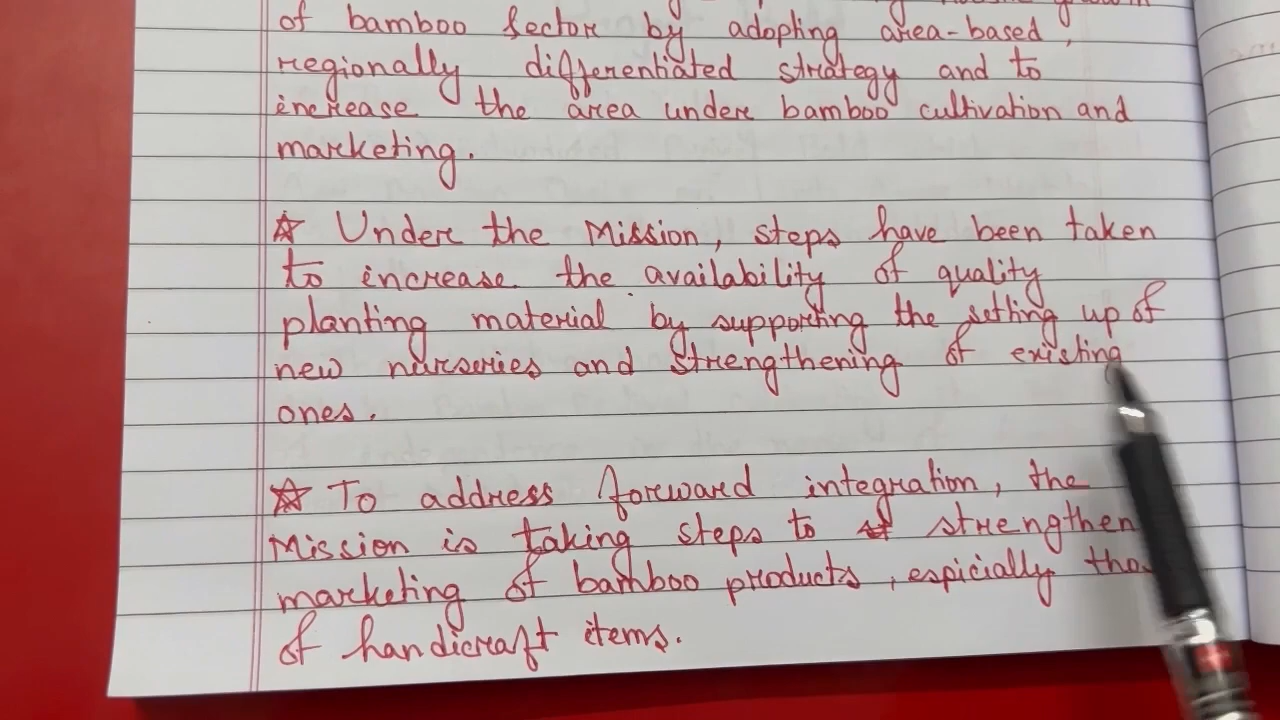 of bamboo sector by adopting area-based,
regionally differentiated strategy and to
increase the area under bamboo cultivation and
marketing.
☆ Under the Mission, steps have been taken
to increase the availability of quality
planting material by supporting the setting up of
new nurseries and strengthening of existing
ones.
☆ To address forward integration, the
Mission is taking steps to strengthen
marketing of bamboo products, espicially
of handicraft items.